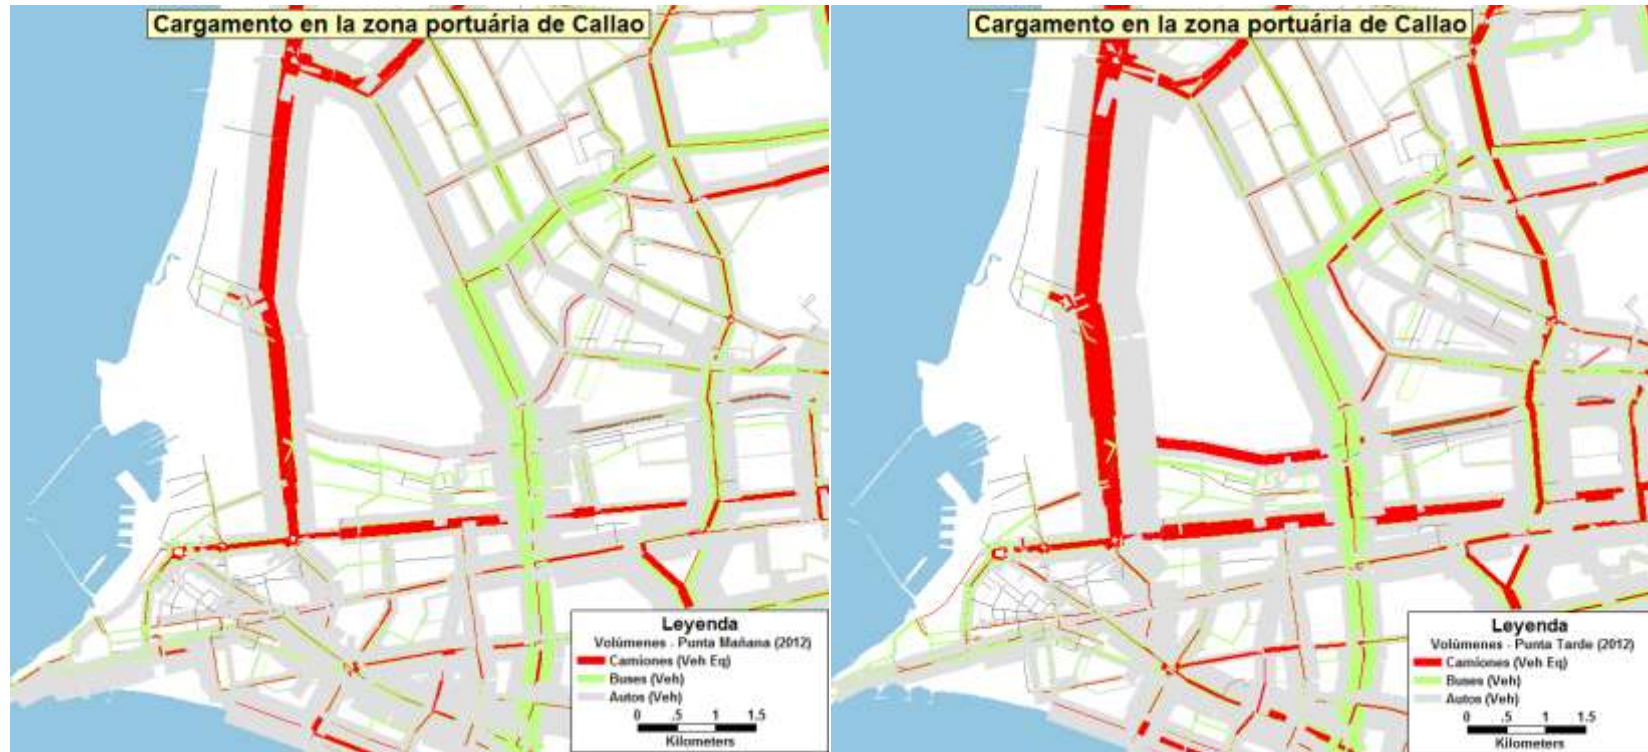 Cargamento en la zona portuária de Callao
Leyenda
Volúmenes - Punta Mañana (2012)
Camiones (Veh Eq)
Buses (Veh)
Autos (Veh)
0 .5 1 1.5
Kilometers
Cargamento en la zona portuária de Callao
Leyenda
Volúmenes - Punta Tarde (2012)
Camiones (Veh Eq)
Buses (Veh)
Autos (Veh)
0 .5 1 1.5
Kilometers